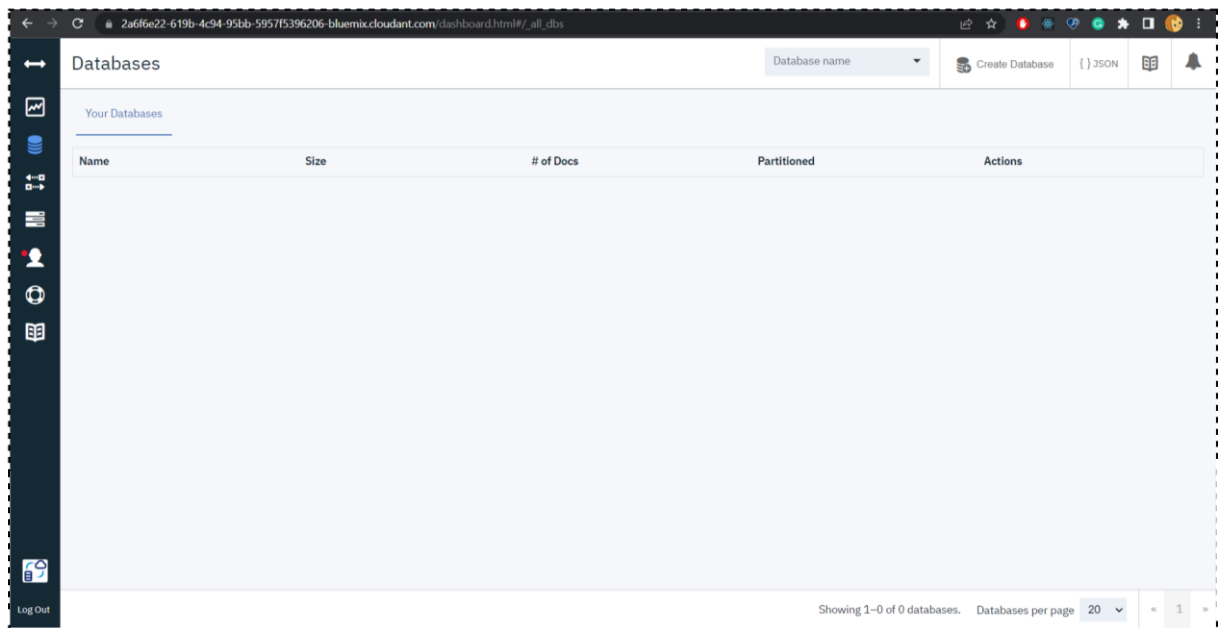 2a6f6e22-619b-4c94-95bb-5957f5396206-bluemix.cloudant.com/dashboard.html#/_all_dbs
Databases
Database name
Create Database
{ } JSON
Your Databases
Name Size # of Docs Partitioned Actions
Log Out
Showing 1–0 of 0 databases. Databases per page 20 « 1 »